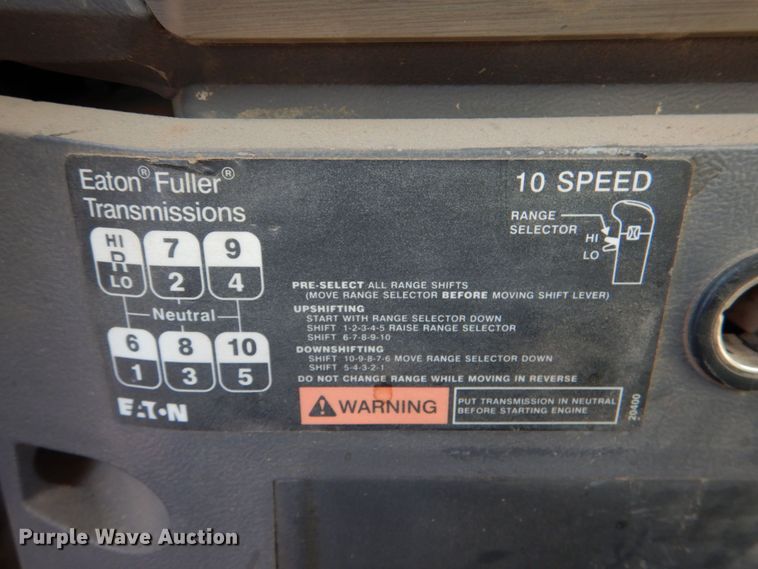 Eaton® Fuller®
Transmissions
10 SPEED
RANGE
SELECTOR
HI
LO
HI
R
LO
7
2
9
4
Neutral
6
1
8
3
10
5
EATON
PRE-SELECT ALL RANGE SHIFTS
(MOVE RANGE SELECTOR BEFORE MOVING SHIFT LEVER)
UPSHIFTING
START WITH RANGE SELECTOR DOWN
SHIFT 1-2-3-4-5 RAISE RANGE SELECTOR
SHIFT 6-7-8-9-10
DOWNSHIFTING
SHIFT 10-9-8-7-6 MOVE RANGE SELECTOR DOWN
SHIFT 5-4-3-2-1
DO NOT CHANGE RANGE WHILE MOVING IN REVERSE
WARNING
PUT TRANSMISSION IN NEUTRAL
BEFORE STARTING ENGINE
20400
Purple Wave Auction